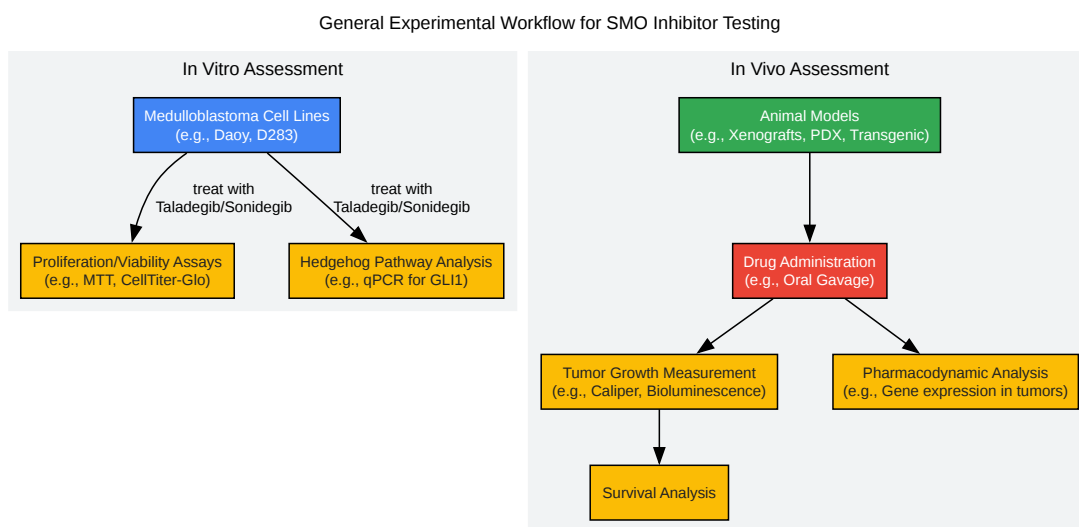 General Experimental Workflow for SMO Inhibitor Testing
In Vitro Assessment
Medulloblastoma Cell Lines
(e.g., Daoy, D283)
treat with
Taladegib/Sonidegib
treat with
Taladegib/Sonidegib
Proliferation/Viability Assays
(e.g., MTT, CellTiter-Glo)
Hedgehog Pathway Analysis
(e.g., qPCR for GLI1)
In Vivo Assessment
Animal Models
(e.g., Xenografts, PDX, Transgenic)
Drug Administration
(e.g., Oral Gavage)
Tumor Growth Measurement
(e.g., Caliper, Bioluminescence)
Pharmacodynamic Analysis
(e.g., Gene expression in tumors)
Survival Analysis